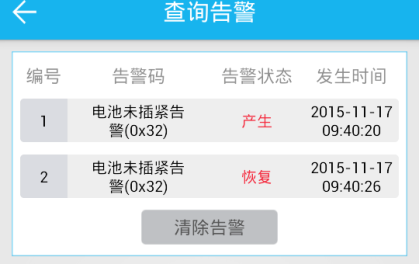 查询告警
编号 告警码 告警状态 发生时间
1 电池未插紧告警(0x32) 产生 2015-11-17 09:40:20
2 电池未插紧告警(0x32) 恢复 2015-11-17 09:40:26
清除告警